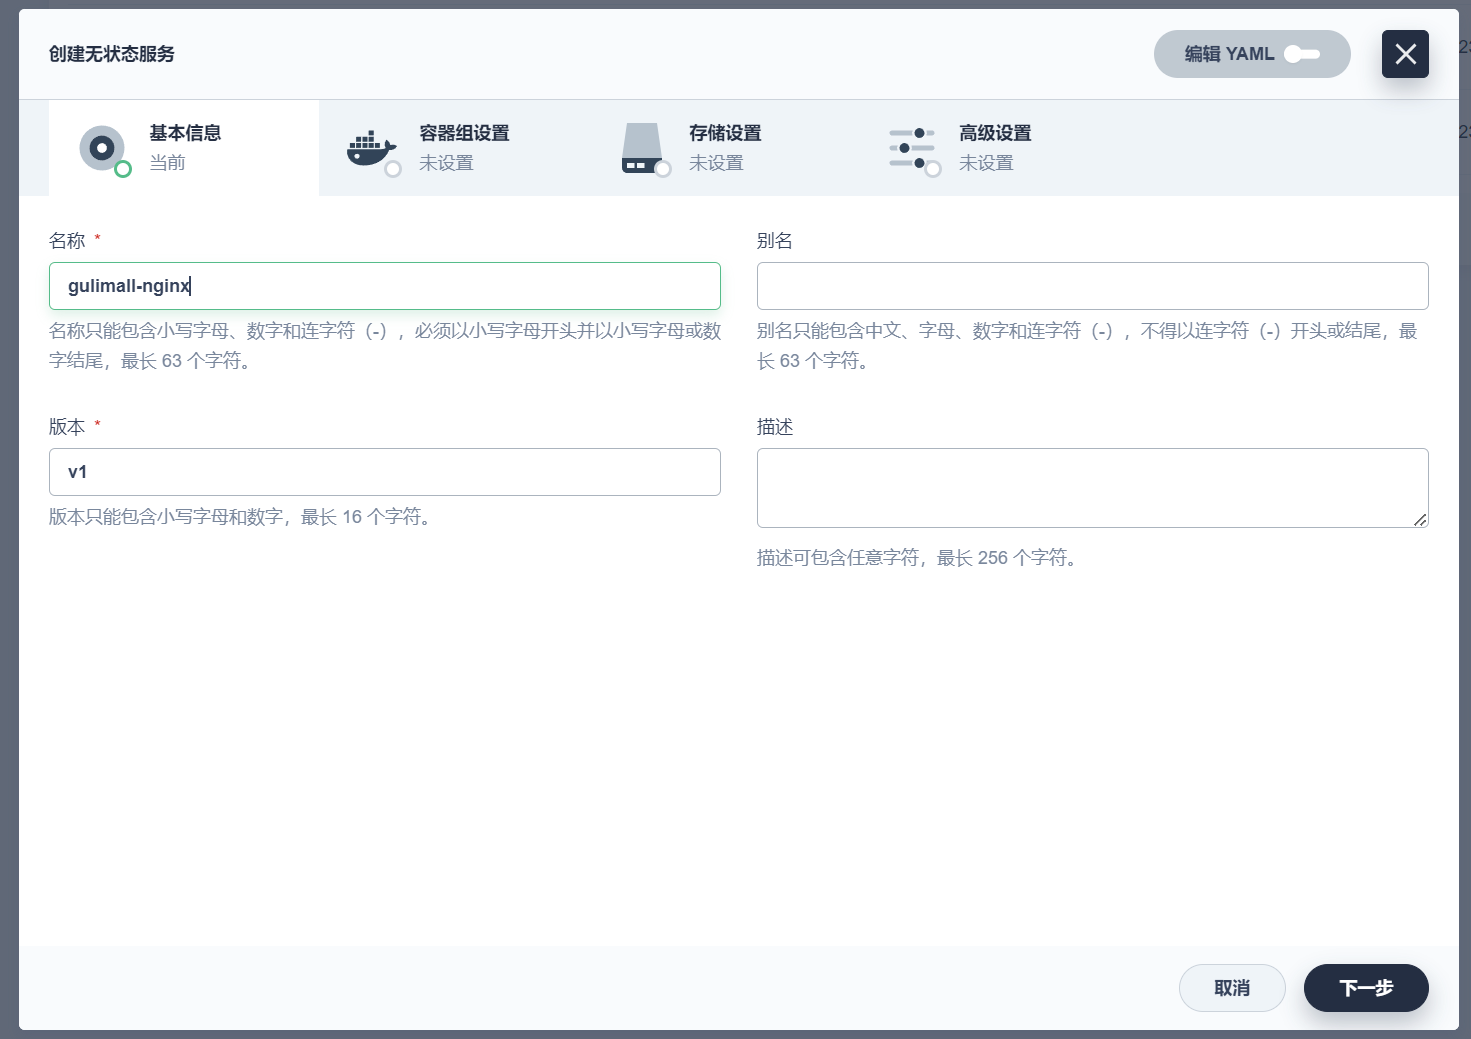 创建无状态服务
编辑 YAML
基本信息
当前
容器组设置
未设置
存储设置
未设置
高级设置
未设置
名称 *
gulimall-nginx
名称只能包含小写字母、数字和连字符（-），必须以小写字母开头并以小写字母或数
字结尾，最长 63 个字符。
别名
别名只能包含中文、字母、数字和连字符（-），不得以连字符（-）开头或结尾，最
长 63 个字符。
版本 *
v1
版本只能包含小写字母和数字，最长 16 个字符。
描述
描述可包含任意字符，最长 256 个字符。
取消
下一步